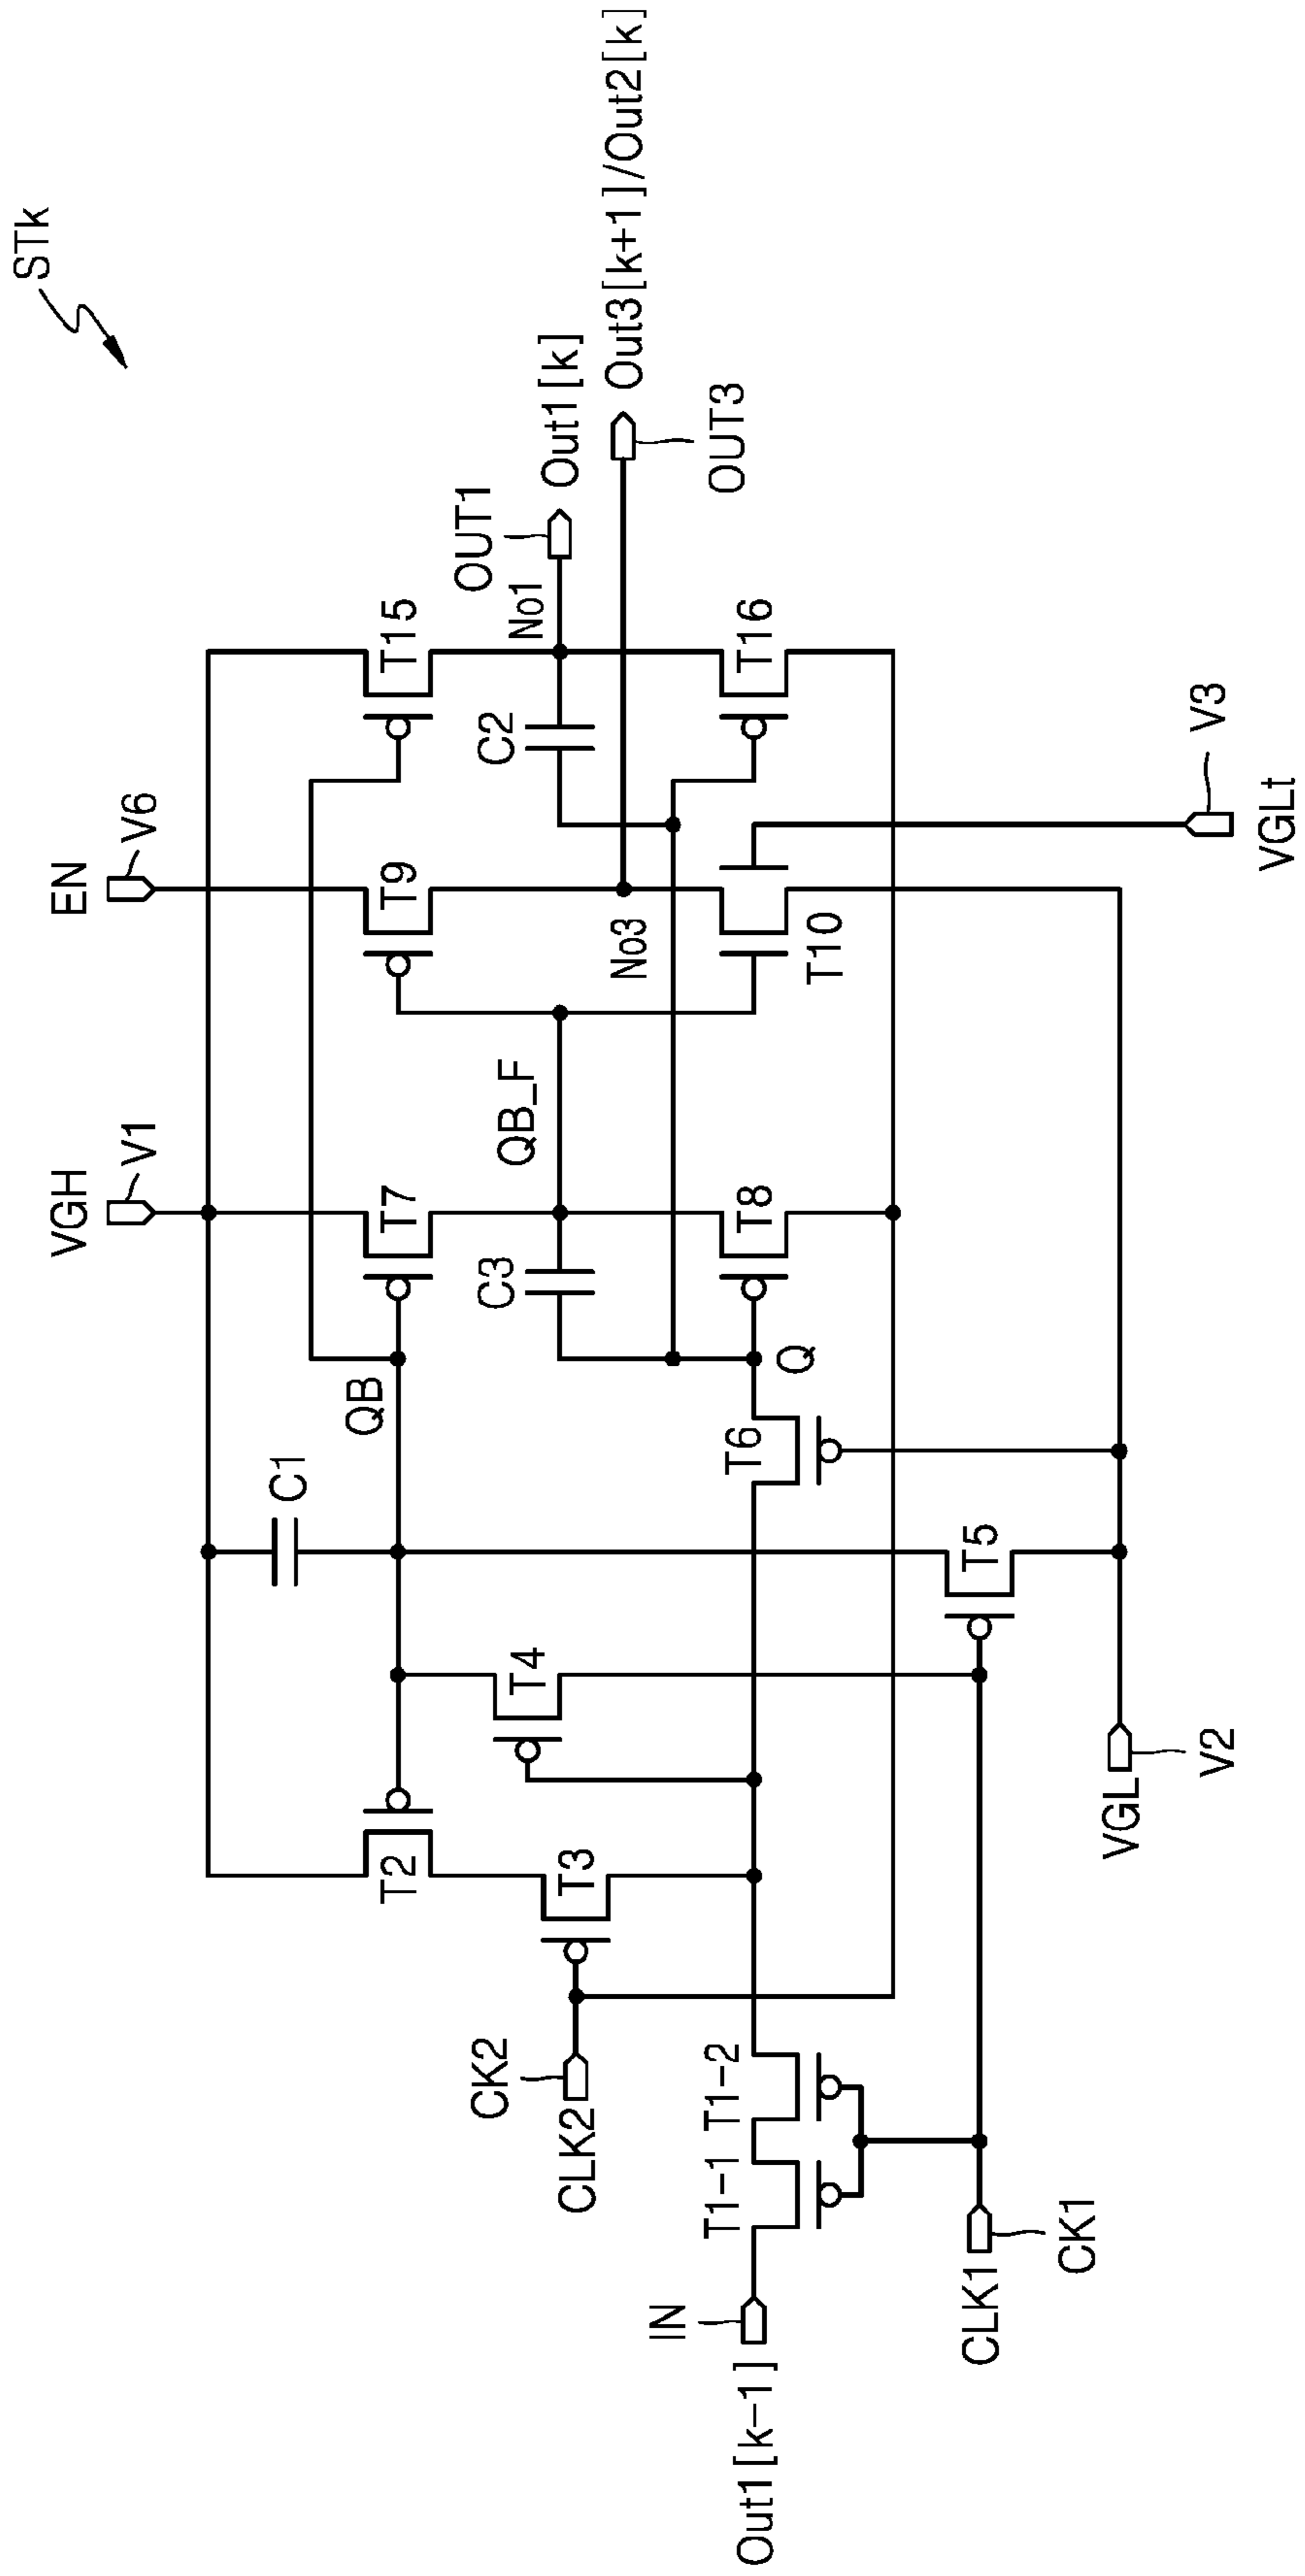 STk
EN
V6
VGH
V1
OUT1
Out1[k]
Out3[k+1]/Out2[k]
OUT3
No1
T15
C2
T16
T9
No3
T10
V3
VGLt
QB_F
T7
C3
T8
QB
Q
C1
T6
T5
T4
T2
T3
VGL
V2
CK2
CLK2
T1-2
T1-1
IN
Out1[k-1]
CLK1
CK1